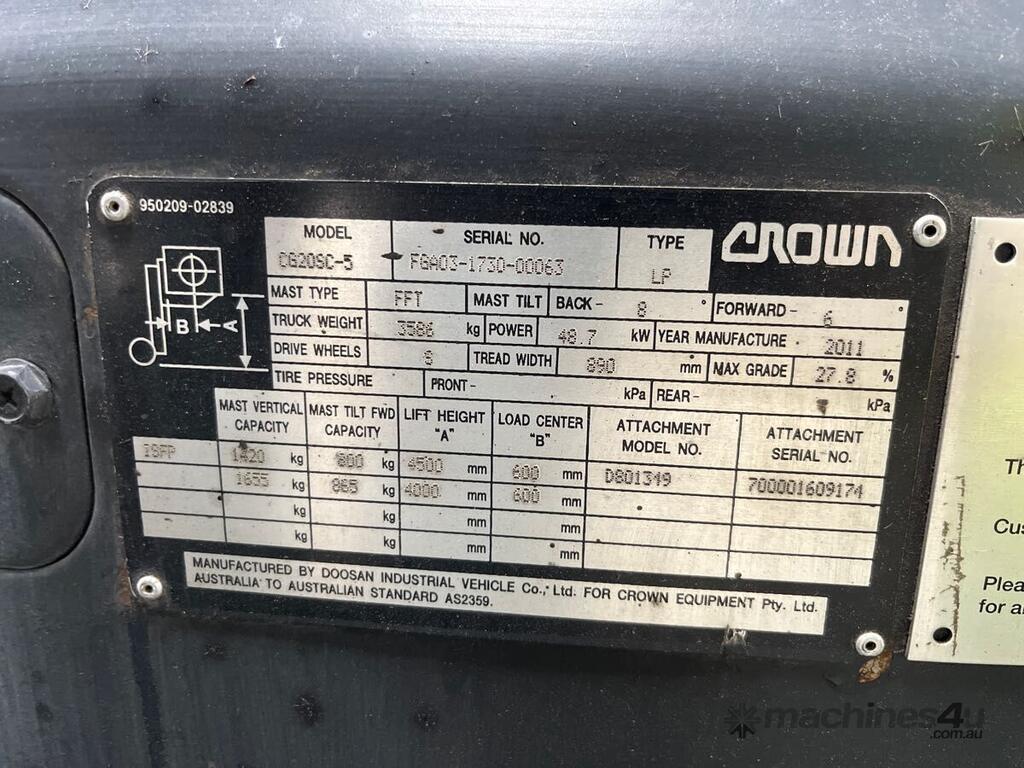 950209-02839
CROWN
MODEL SERIAL NO. TYPE
CG20SC-5 FGA03-1730-00063 LP
MAST TYPE FFT MAST TILT BACK- 8 ° FORWARD- 6 °
TRUCK WEIGHT 3586 kg POWER 48.7 kW YEAR MANUFACTURE 2011
DRIVE WHEELS S TREAD WIDTH 890 mm MAX GRADE 27.8 %
TIRE PRESSURE FRONT- kPa REAR- kPa
B A
MAST VERTICAL CAPACITY MAST TILT FWD CAPACITY LIFT HEIGHT "A" LOAD CENTER "B" ATTACHMENT MODEL NO. ATTACHMENT SERIAL NO.
ISFP 1420 kg 800 kg 4500 mm 600 mm D801349 700001609174
1655 kg 865 kg 4000 mm 600 mm
kg kg mm mm
kg kg mm mm
MANUFACTURED BY DOOSAN INDUSTRIAL VEHICLE Co., Ltd. FOR CROWN EQUIPMENT Pty. Ltd.
AUSTRALIA TO AUSTRALIAN STANDARD AS2359.
Th
Cus
Plea
for a
machines4u
.com.au